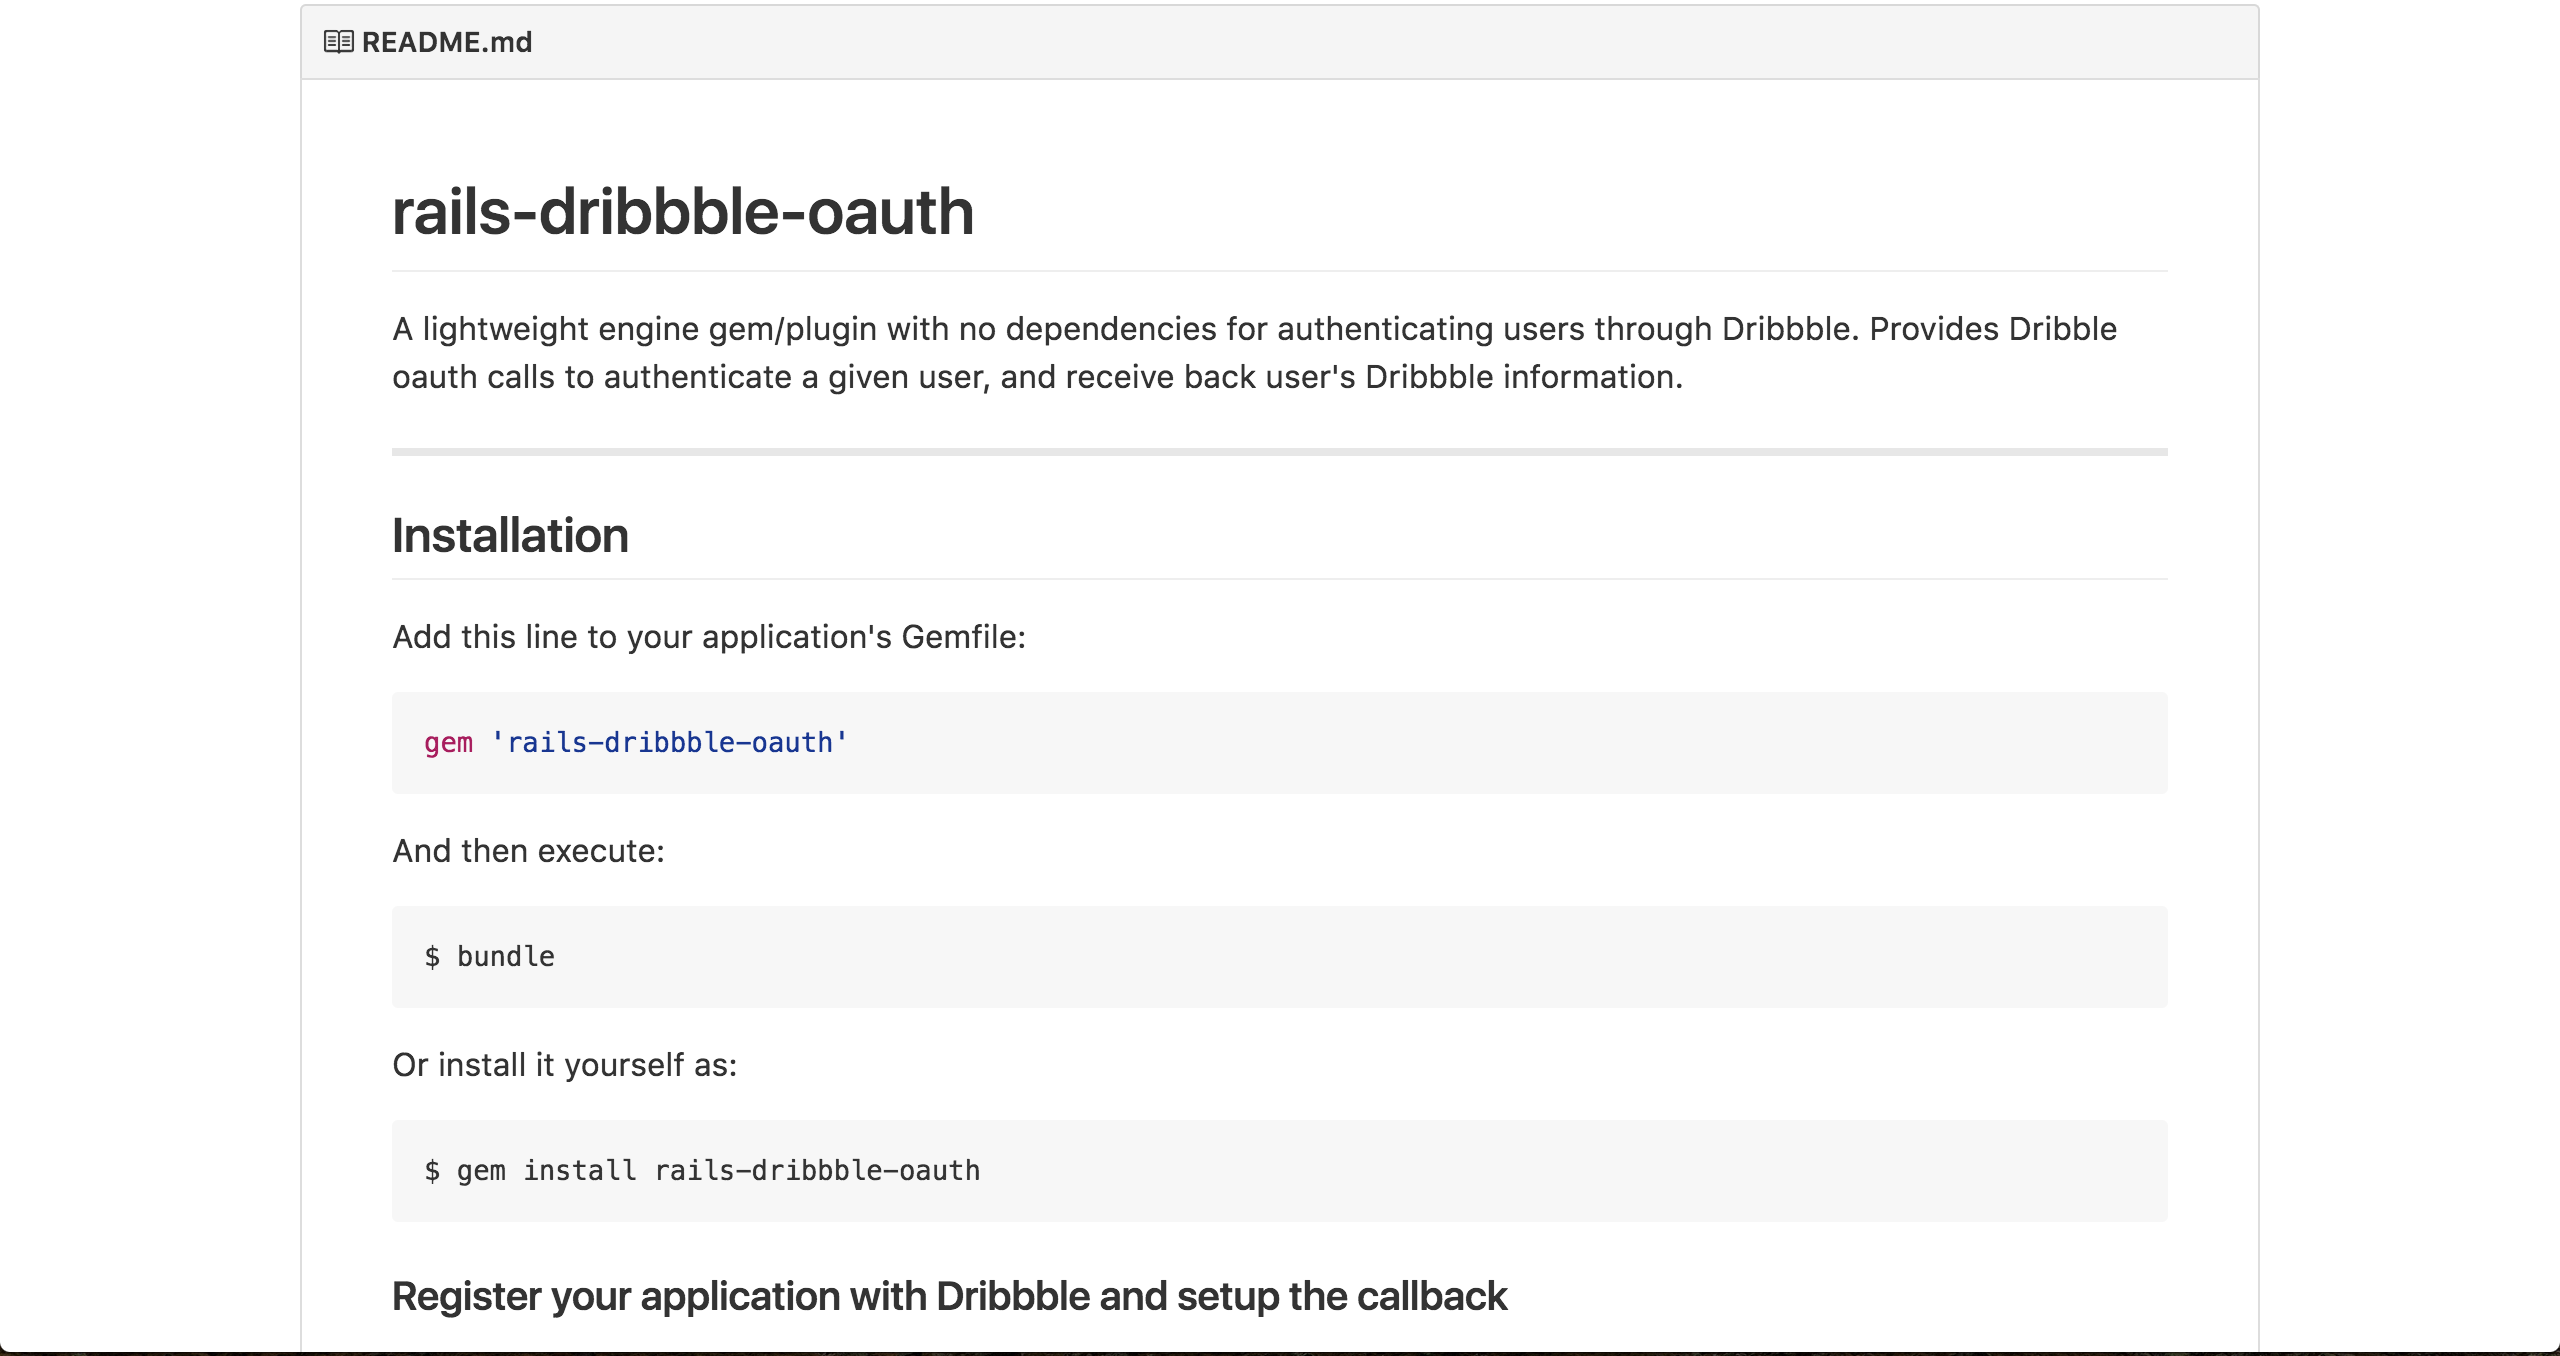 README.md
rails-dribbble-oauth
A lightweight engine gem/plugin with no dependencies for authenticating users through Dribbble. Provides Dribble
oauth calls to authenticate a given user, and receive back user's Dribbble information.
Installation
Add this line to your application's Gemfile:
gem 'rails-dribbble-oauth'
And then execute:
$ bundle
Or install it yourself as:
$ gem install rails-dribbble-oauth
Register your application with Dribbble and setup the callback